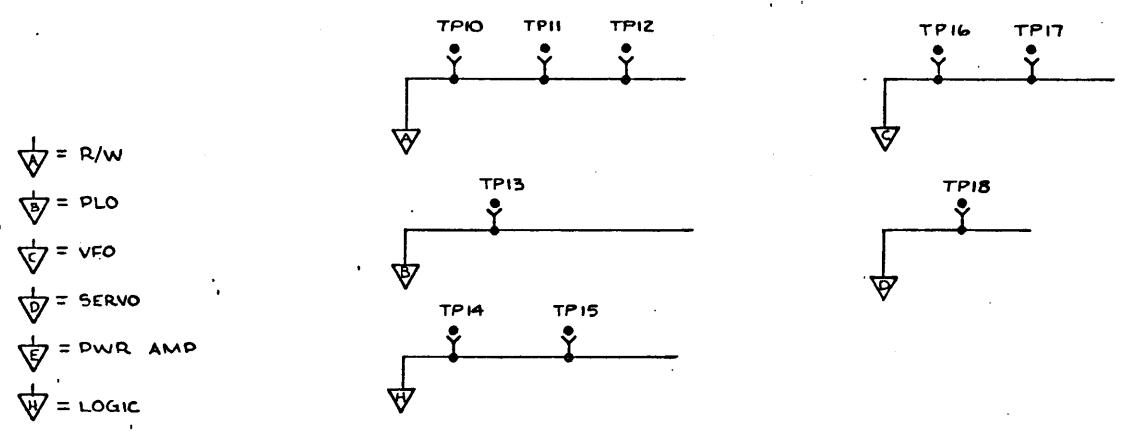 TP10 TP11 TP12
TP16 TP17
A
C
A = R/W
B = PLO
C = VFO
D = SERVO
E = PWR AMP
H = LOGIC
TP13
B
TP18
D
TP14 TP15
H